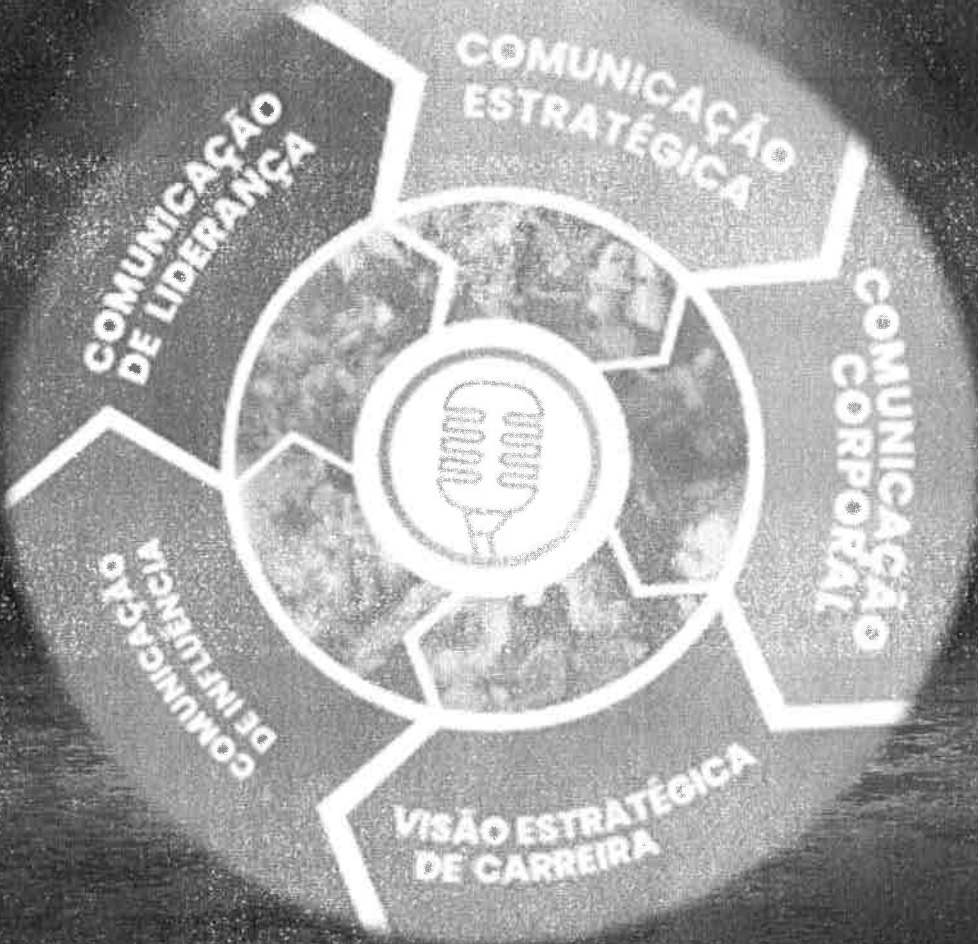 COMUNICAÇÃO
ESTRATÉGICA
COMUNICAÇÃO
CORPORAL
VISÃO ESTRATÉGICA
DE CARREIRA
COMUNICAÇÃO
DE INFLUÊNCIA
COMUNICAÇÃO
DE LIDERANÇA